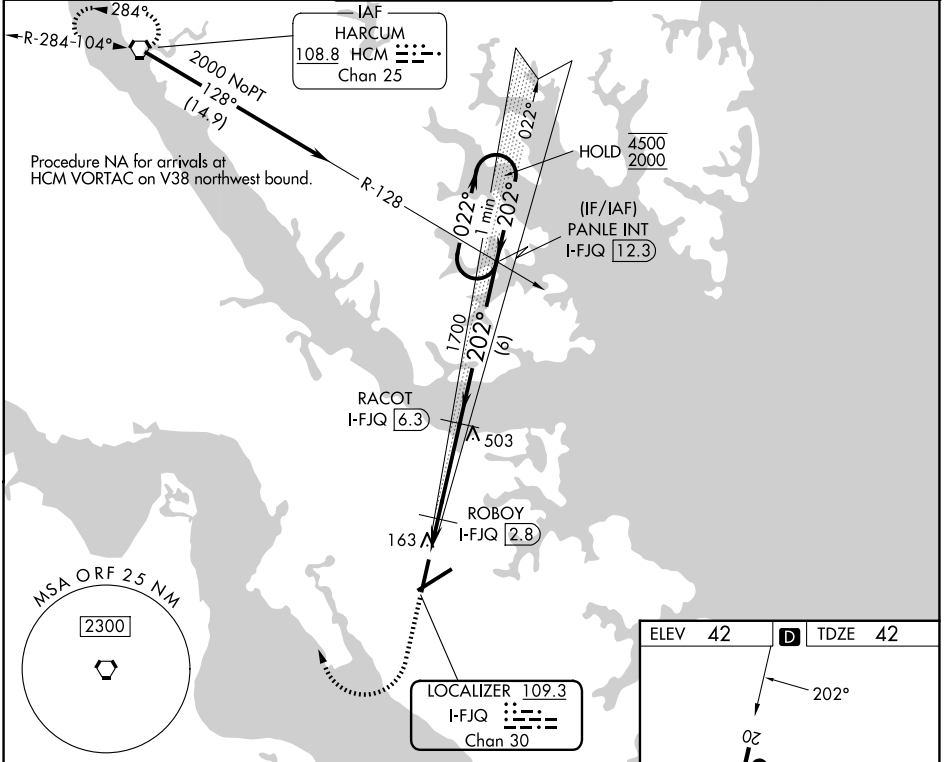 284°
R-284-104°
IAF
HARCUM
108.8 HCM
Chan 25
2000 NoPT
128°
(14.9)
Procedure NA for arrivals at
HCM VORTAC on V38 northwest bound.
R-128
022°
HOLD 4500
2000
022°
1 min
202°
(IF/IAF)
PANLE INT
I-FJQ 12.3
1700
202°
(6)
RACOT
I-FJQ 6.3
503
ROBOY
I-FJQ 2.8
163
MSA ORF 25 NM
2300
LOCALIZER 109.3
I-FJQ
Chan 30
ELEV 42 D TDZE 42
202°
20